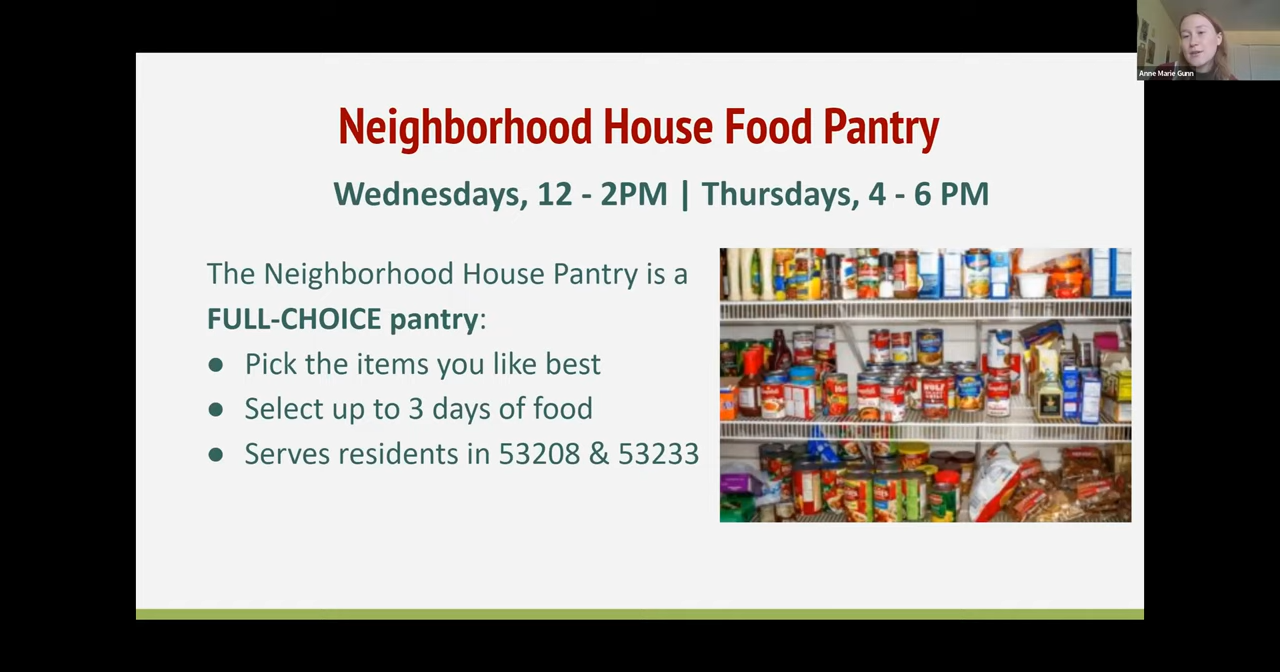 Anne Marie Gunn
Neighborhood House Food Pantry
Wednesdays, 12 - 2PM | Thursdays, 4 - 6 PM
The Neighborhood House Pantry is a
FULL-CHOICE pantry:
● Pick the items you like best
● Select up to 3 days of food
● Serves residents in 53208 & 53233